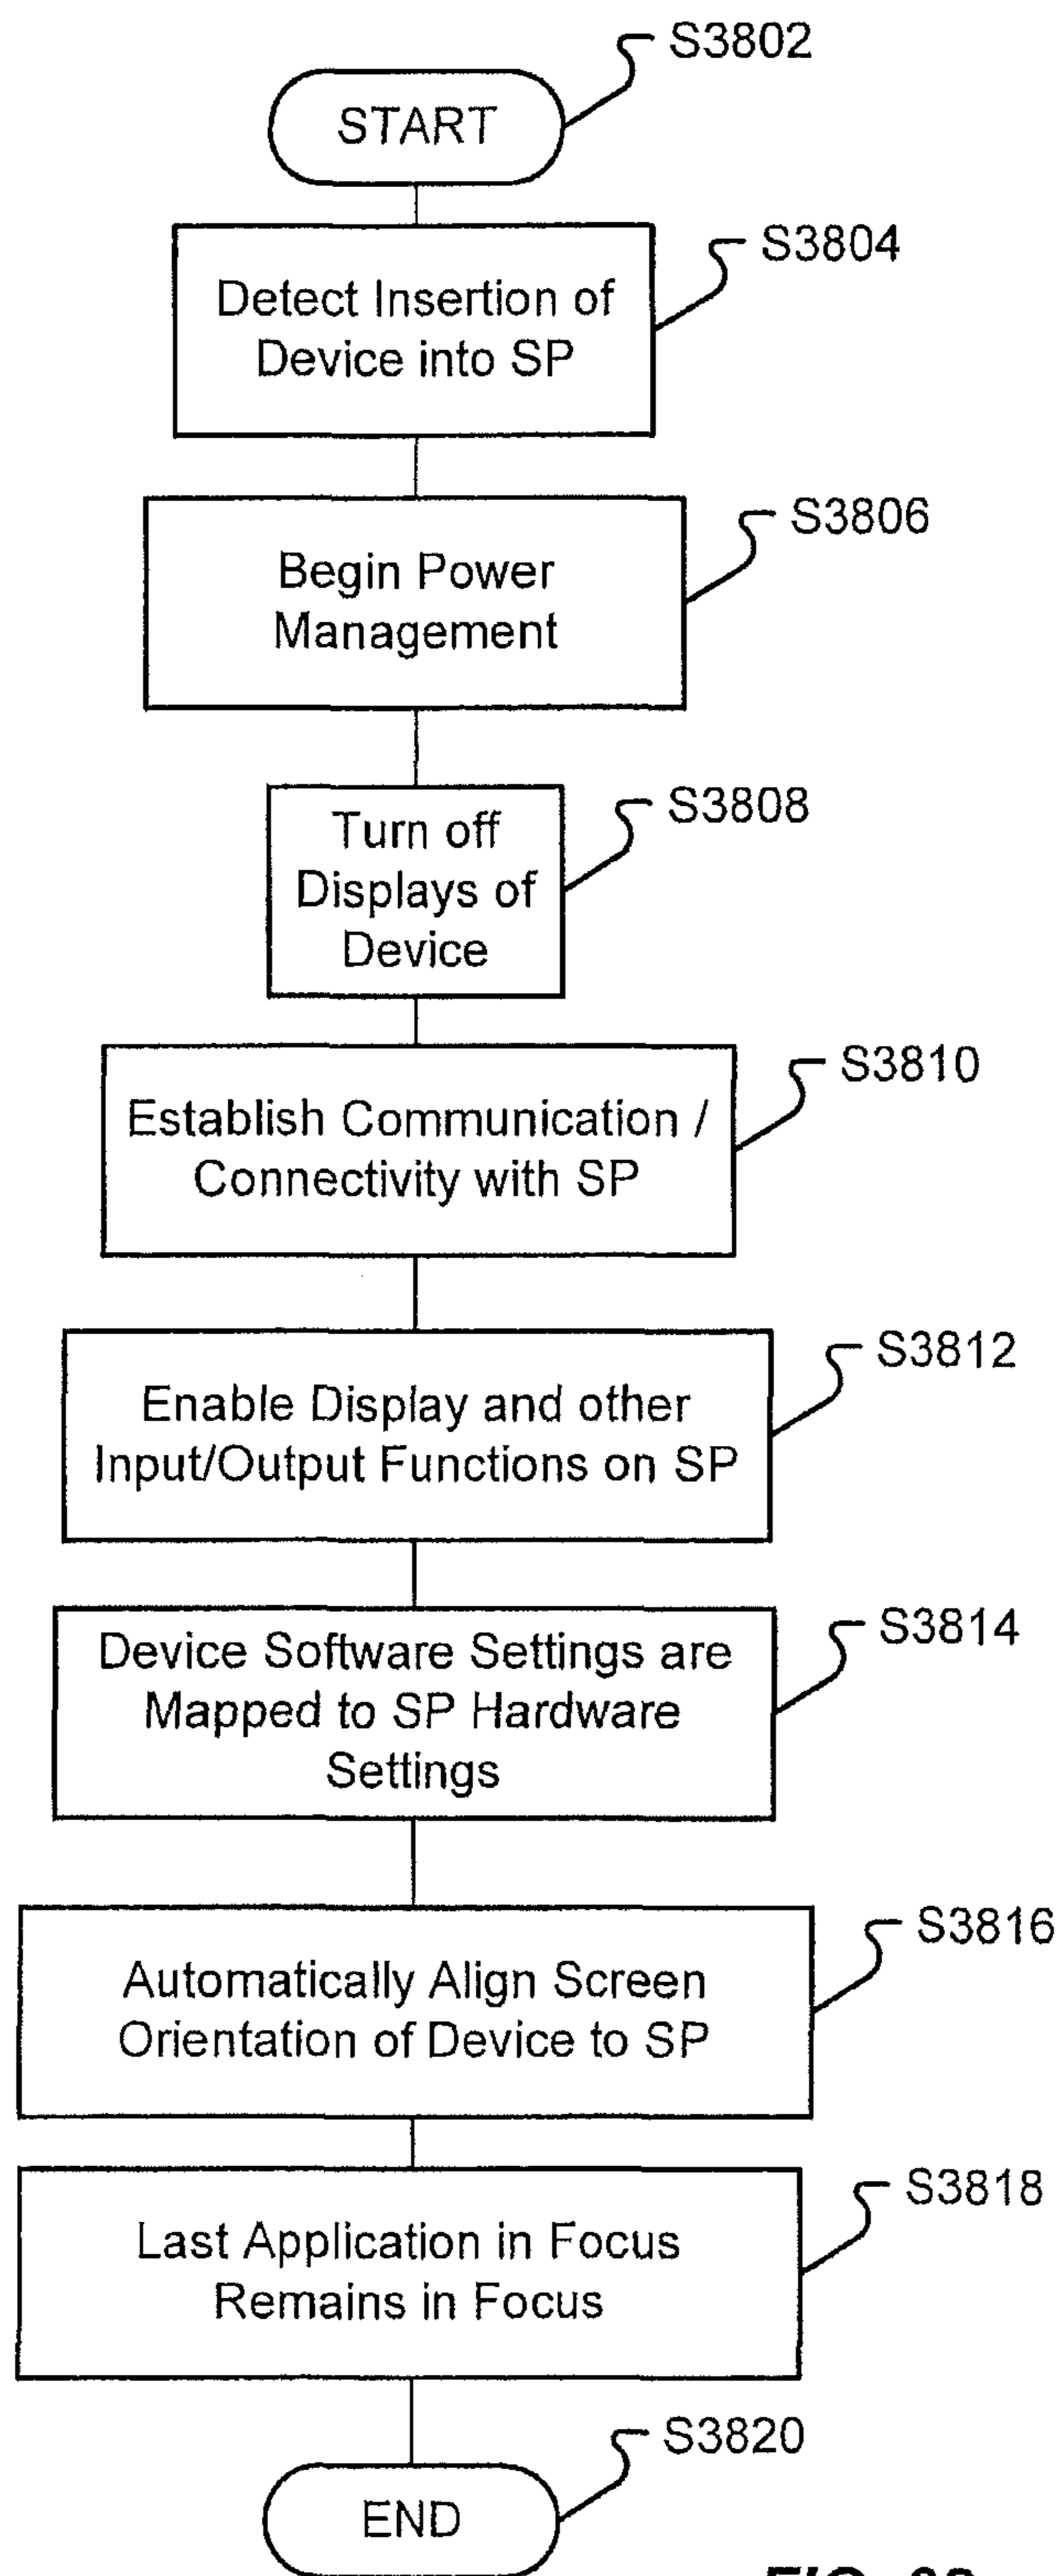 S3802
START
S3804
Detect Insertion of
Device into SP
S3806
Begin Power
Management
S3808
Turn off
Displays of
Device
S3810
Establish Communication /
Connectivity with SP
S3812
Enable Display and other
Input/Output Functions on SP
S3814
Device Software Settings are
Mapped to SP Hardware
Settings
S3816
Automatically Align Screen
Orientation of Device to SP
S3818
Last Application in Focus
Remains in Focus
S3820
END